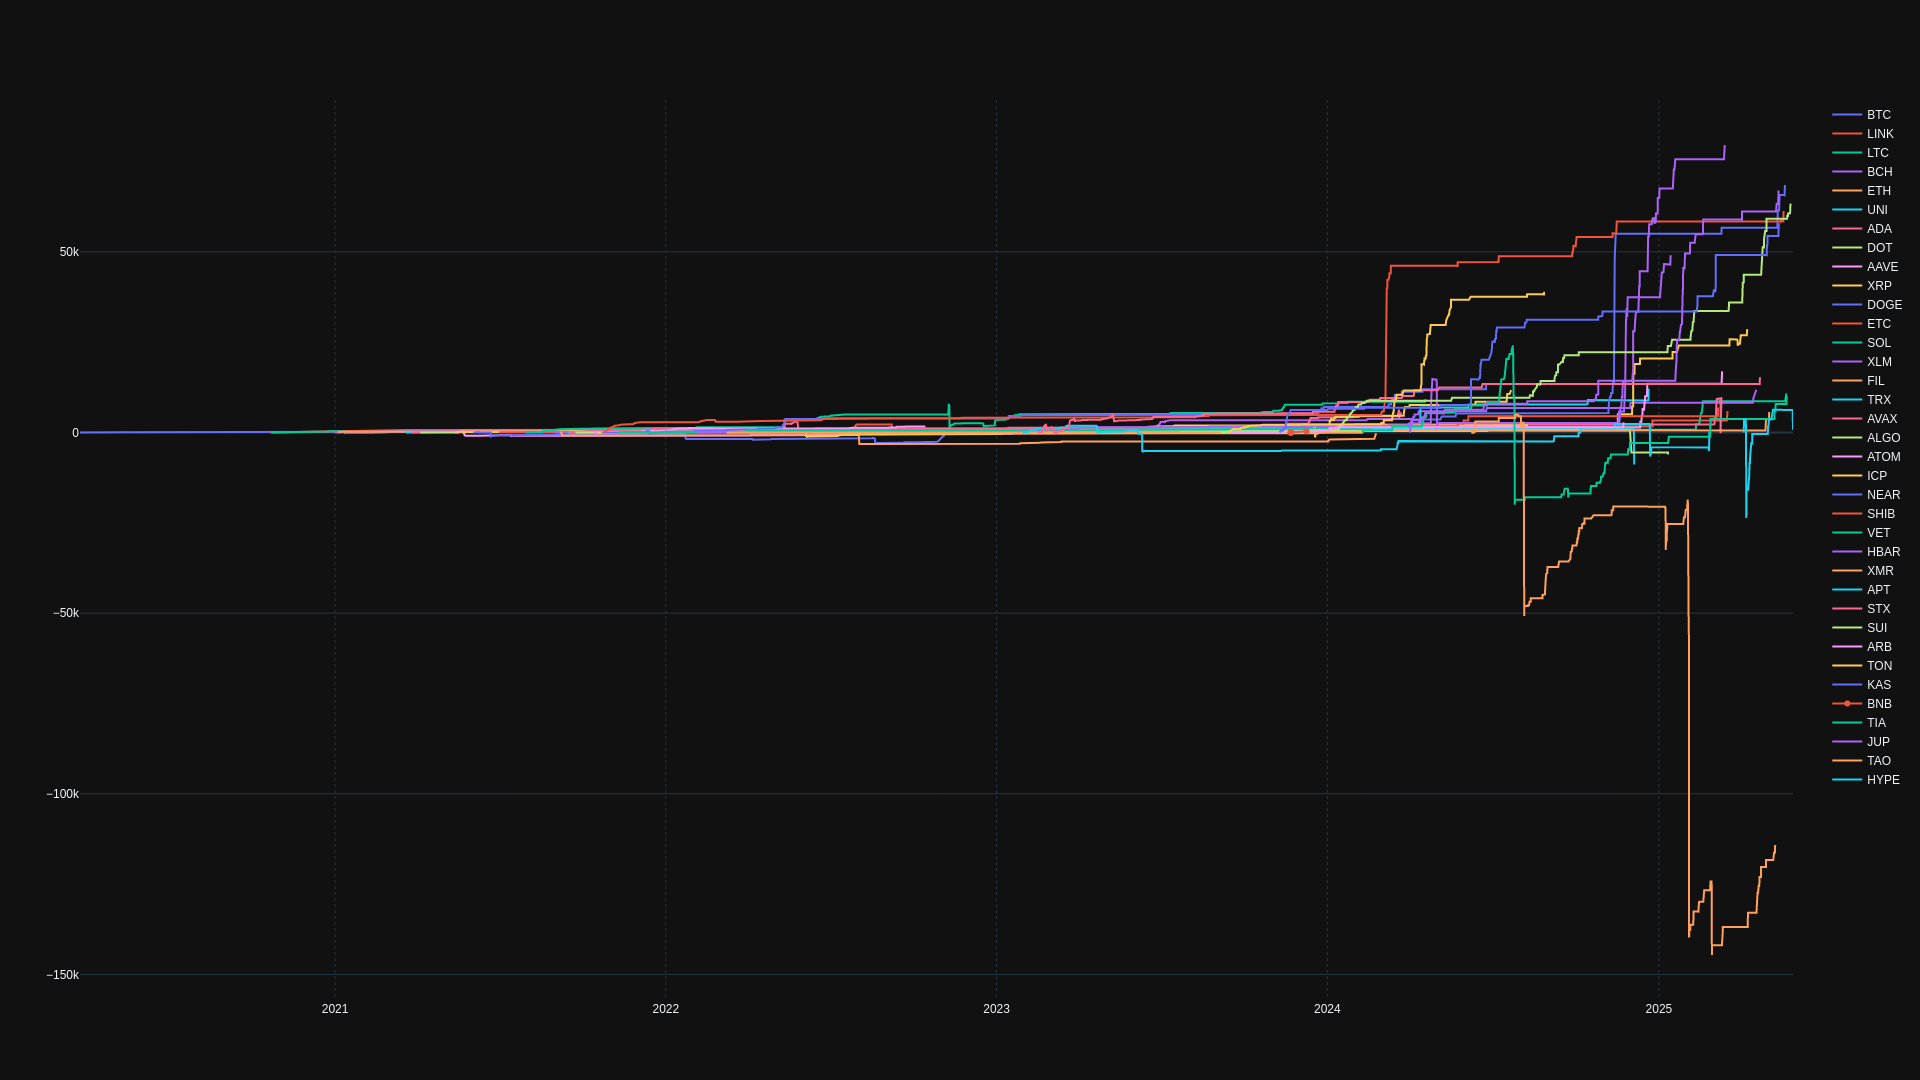 50k
0
−50k
−100k
−150k
2021
2022
2023
2024
2025
BTC
LINK
LTC
BCH
ETH
UNI
ADA
DOT
AAVE
XRP
DOGE
ETC
SOL
XLM
FIL
TRX
AVAX
ALGO
ATOM
ICP
NEAR
SHIB
VET
HBAR
XMR
APT
STX
SUI
ARB
TON
KAS
BNB
TIA
JUP
TAO
HYPE